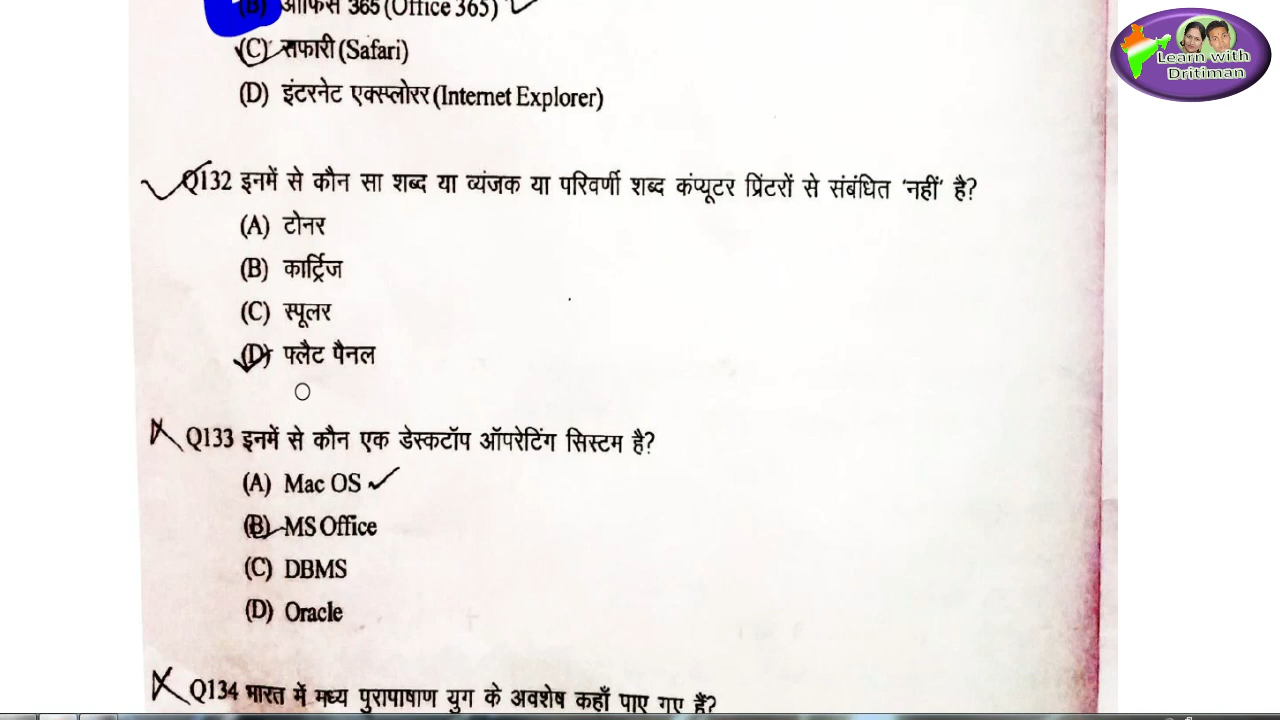 (B) ऑफिस 365 (Office 365)
(C) सफारी (Safari)
(D) इंटरनेट एक्स्प्लोरर (Internet Explorer)
Q132 इनमें से कौन सा शब्द या व्यंजक या परिवर्णी शब्द कंप्यूटर प्रिंटरों से संबंधित 'नहीं' है?
(A) टोनर
(B) कार्ट्रिज
(C) स्पूलर
(D) फ्लैट पैनल
Q133 इनमें से कौन एक डेस्कटॉप ऑपरेटिंग सिस्टम है?
(A) Mac OS
(B) MS Office
(C) DBMS
(D) Oracle
Q134 भारत में मध्य पुरापाषाण युग के अवशेष कहाँ पाए गए हैं?
Learn with
Dritiman